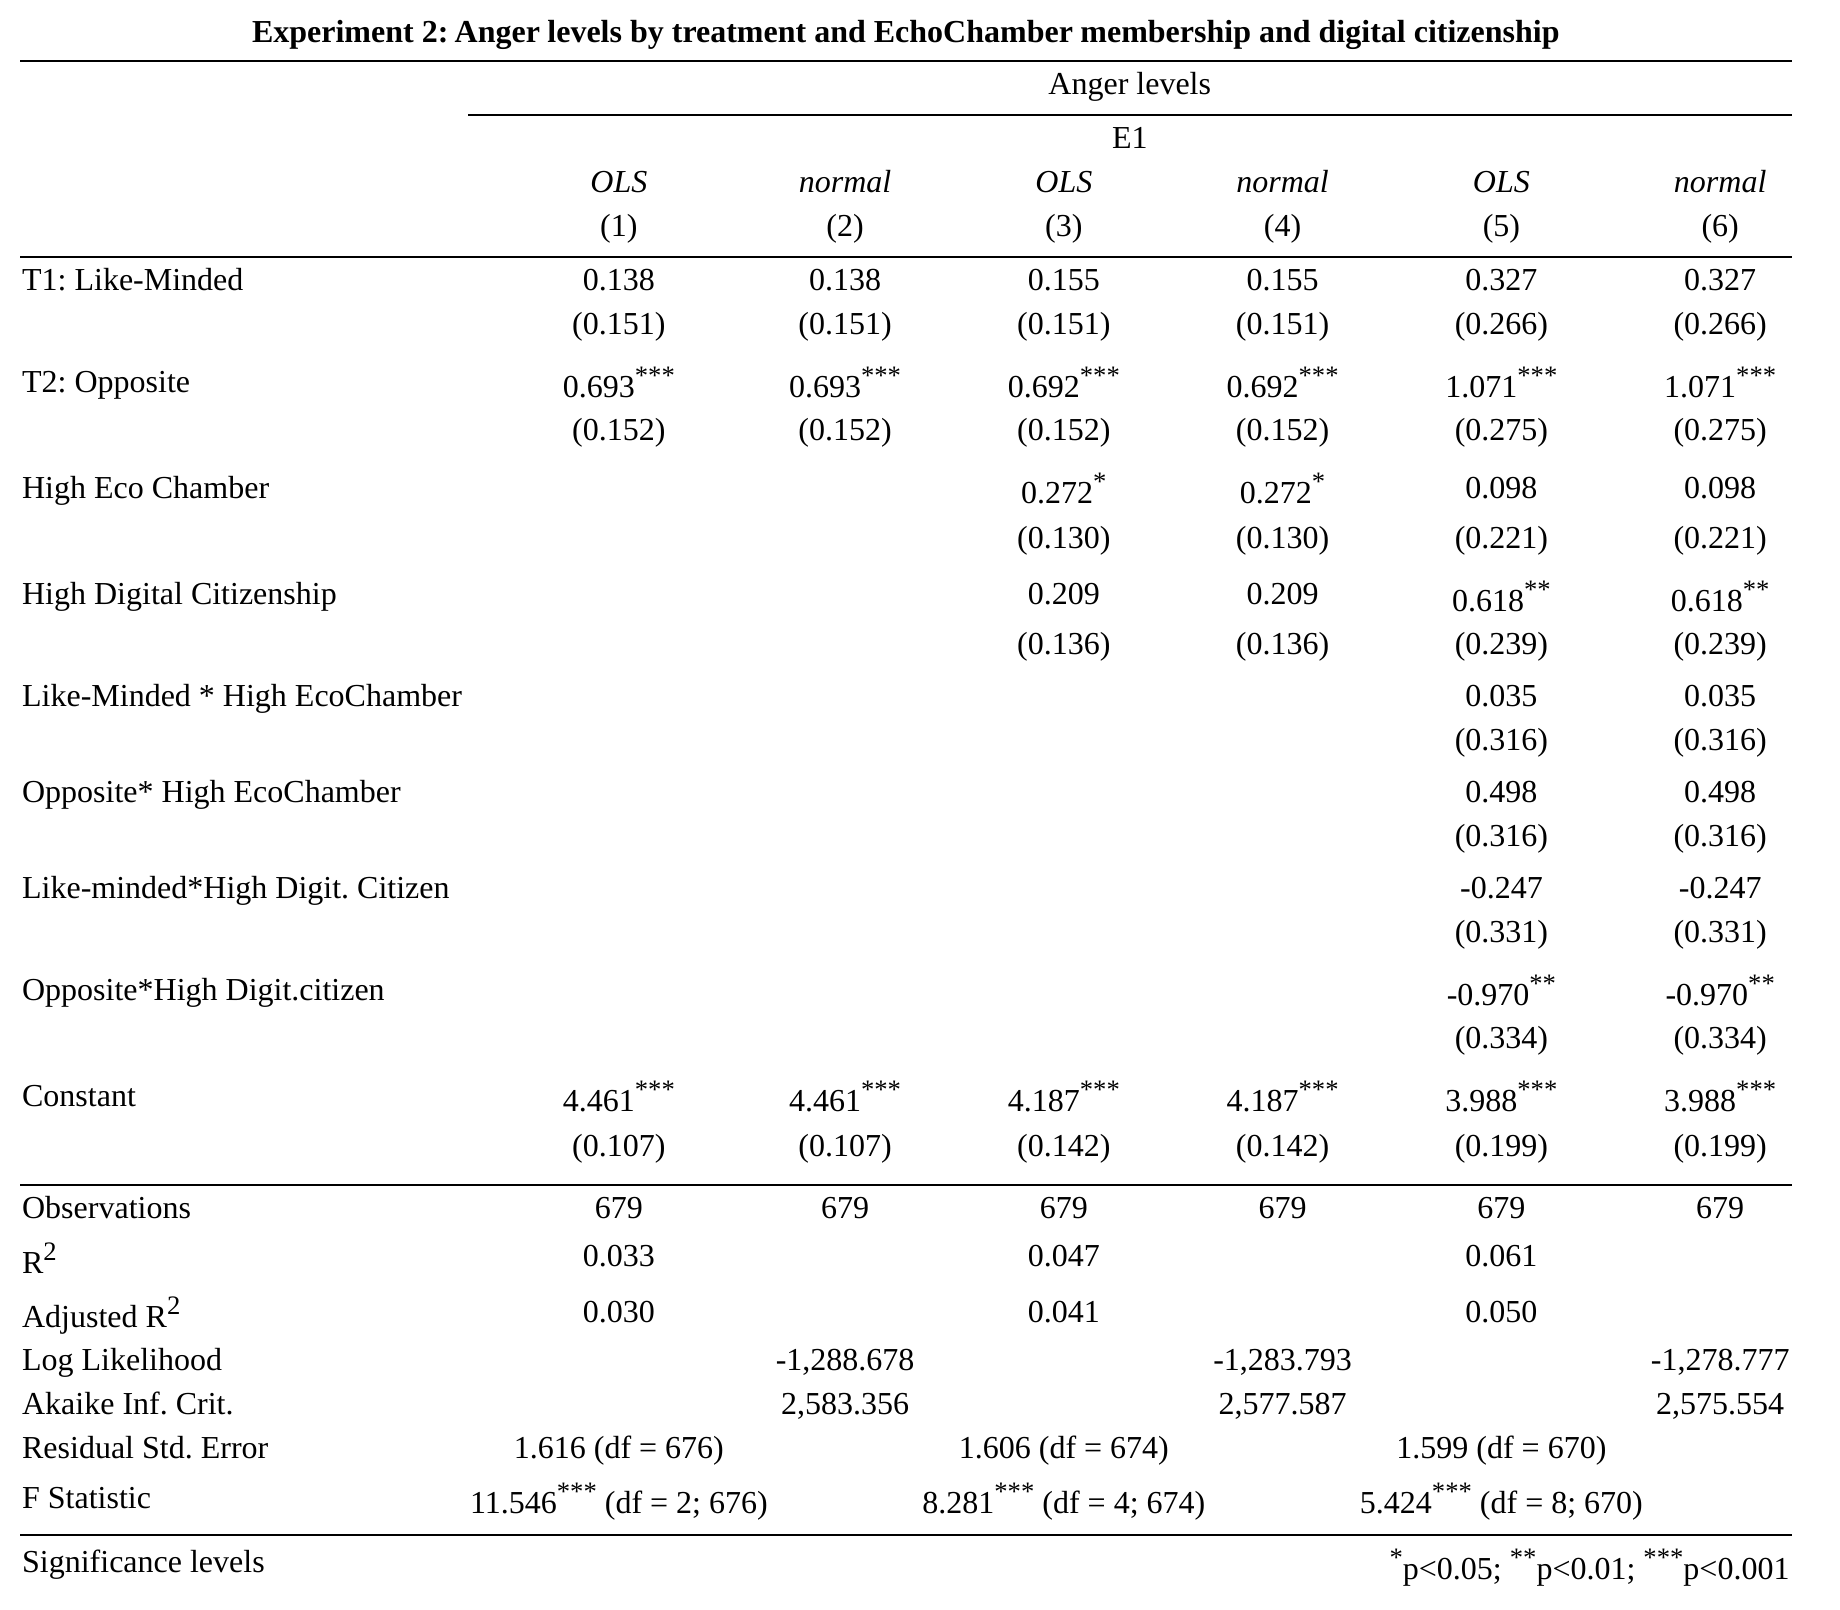 Experiment 2: Anger levels by treatment and EchoChamber membership and digital citizenship
Anger levels
E1
OLS normal OLS normal OLS normal
(1) (2) (3) (4) (5) (6)
T1: Like-Minded 0.138 0.138 0.155 0.155 0.327 0.327
(0.151) (0.151) (0.151) (0.151) (0.266) (0.266)
T2: Opposite 0.693*** 0.693*** 0.692*** 0.692*** 1.071*** 1.071***
(0.152) (0.152) (0.152) (0.152) (0.275) (0.275)
High Eco Chamber 0.272* 0.272* 0.098 0.098
(0.130) (0.130) (0.221) (0.221)
High Digital Citizenship 0.209 0.209 0.618** 0.618**
(0.136) (0.136) (0.239) (0.239)
Like-Minded * High EcoChamber 0.035 0.035
(0.316) (0.316)
Opposite* High EcoChamber 0.498 0.498
(0.316) (0.316)
Like-minded*High Digit. Citizen -0.247 -0.247
(0.331) (0.331)
Opposite*High Digit.citizen -0.970** -0.970**
(0.334) (0.334)
Constant 4.461*** 4.461*** 4.187*** 4.187*** 3.988*** 3.988***
(0.107) (0.107) (0.142) (0.142) (0.199) (0.199)
Observations 679 679 679 679 679 679
R2 0.033 0.047 0.061
Adjusted R2 0.030 0.041 0.050
Log Likelihood -1,288.678 -1,283.793 -1,278.777
Akaike Inf. Crit. 2,583.356 2,577.587 2,575.554
Residual Std. Error 1.616 (df = 676) 1.606 (df = 674) 1.599 (df = 670)
F Statistic 11.546*** (df = 2; 676) 8.281*** (df = 4; 674) 5.424*** (df = 8; 670)
Significance levels *p<0.05; **p<0.01; ***p<0.001